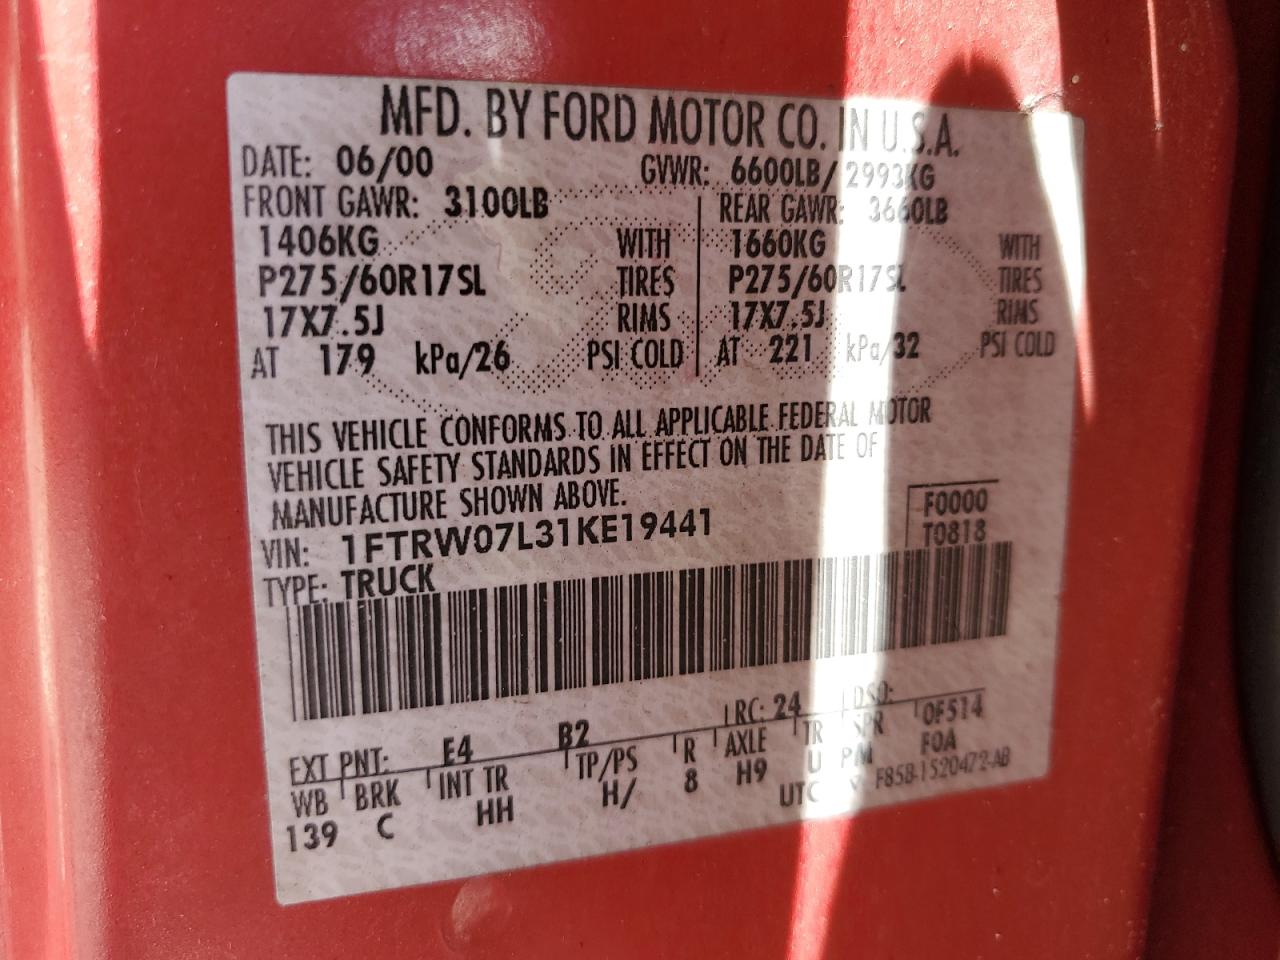 MFD. BY FORD MOTOR CO. IN U.S.A.
DATE: 06/00 GVWR: 6600LB/ 2993KG
FRONT GAWR: 3100LB REAR GAWR: 3660LB
1406KG WITH 1660KG WITH
P275/60R17SL TIRES P275/60R17SL TIRES
17X7.5J RIMS 17X7.5J RIMS
AT 179 kPa/26 PSI COLD AT 221 kPa/32 PSI COLD
THIS VEHICLE CONFORMS TO ALL APPLICABLE FEDERAL MOTOR
VEHICLE SAFETY STANDARDS IN EFFECT ON THE DATE OF
MANUFACTURE SHOWN ABOVE.
F0000
VIN: 1FTRW07L31KE19441
T0818
TYPE: TRUCK
EXT PNT: E4 B2 RC: 24 DSO:
WB BRK INT TR TP/PS R AXLE TR SPR 0F514
139 C HH H/ 8 H9 U PM F0A
UTC F85B-1520472-AB